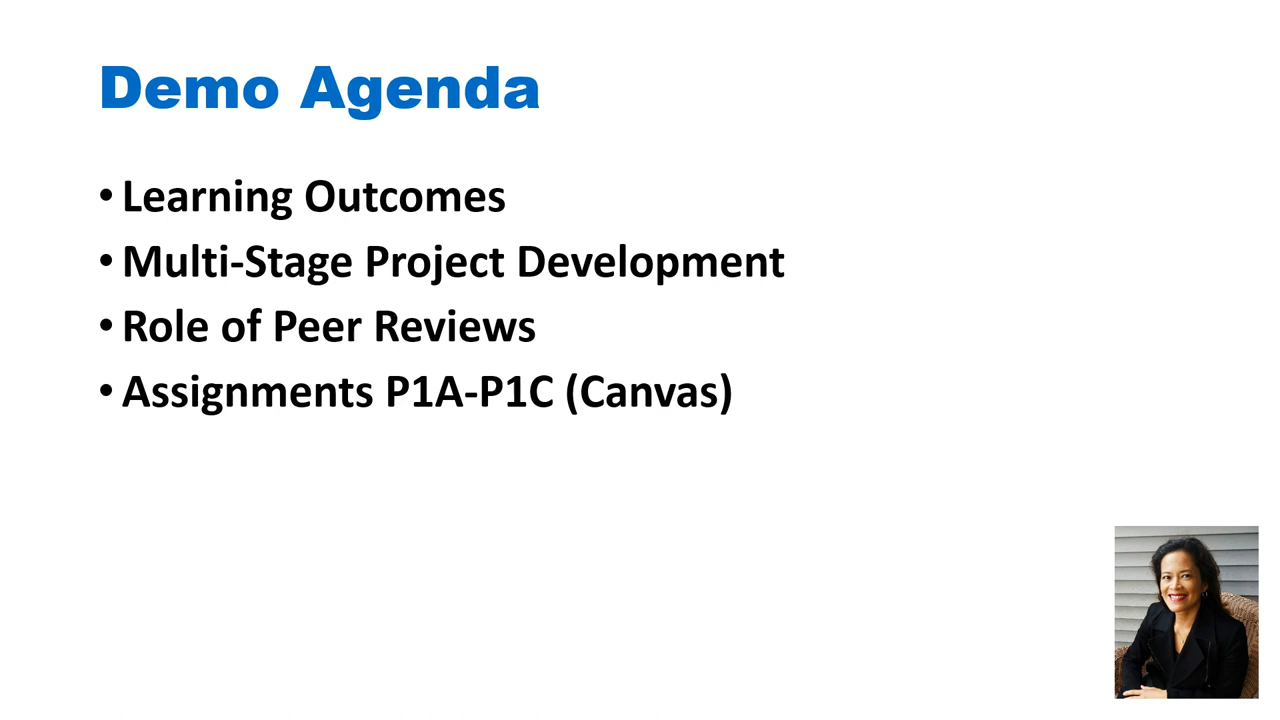 Demo Agenda
• Learning Outcomes
• Multi-Stage Project Development
• Role of Peer Reviews
• Assignments P1A-P1C (Canvas)